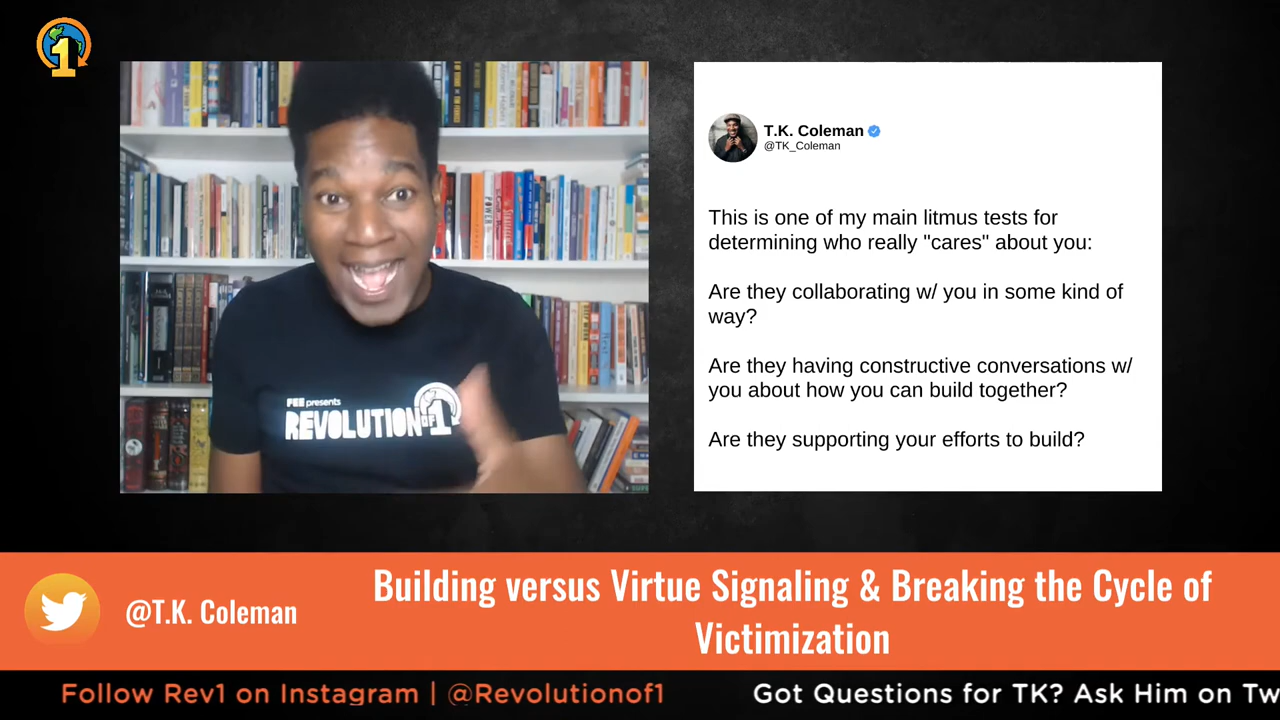 1
FEE presents
REVOLUTION OF 1
T.K. Coleman
@TK_Coleman
This is one of my main litmus tests for
determining who really "cares" about you:
Are they collaborating w/ you in some kind of
way?
Are they having constructive conversations w/
you about how you can build together?
Are they supporting your efforts to build?
@T.K. Coleman
Building versus Virtue Signaling & Breaking the Cycle of
Victimization
Follow Rev1 on Instagram | @Revolutionof1
Got Questions for TK? Ask Him on Tw